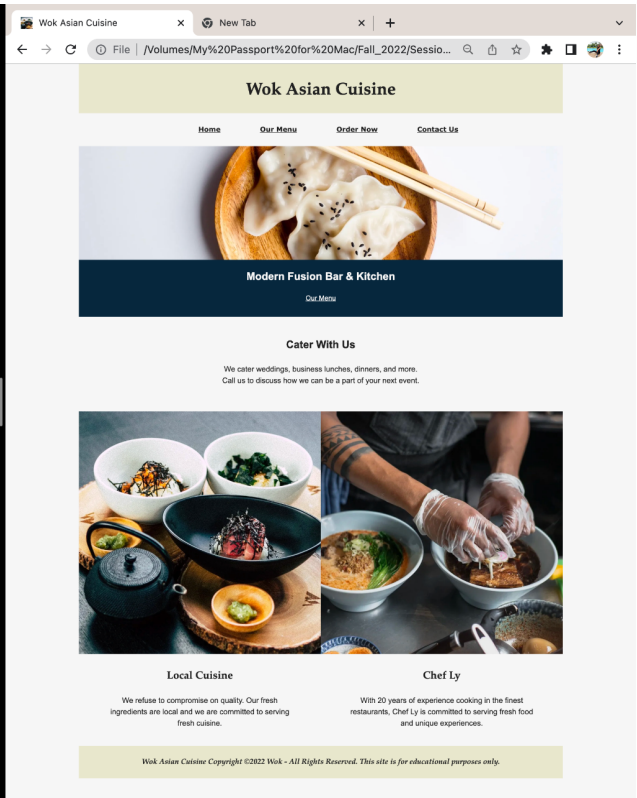 Wok Asian Cuisine
New Tab
File | /Volumes/My%20Passport%20for%20Mac/Fall_2022/Sessio...
Wok Asian Cuisine
Home Our Menu Order Now Contact Us
Modern Fusion Bar & Kitchen
Our Menu
Cater With Us
We cater weddings, business lunches, dinners, and more.
Call us to discuss how we can be a part of your next event.
Local Cuisine
We refuse to compromise on quality. Our fresh
ingredients are local and we are committed to serving
fresh cuisine.
Chef Ly
With 20 years of experience cooking in the finest
restaurants, Chef Ly is committed to serving fresh food
and unique experiences.
Wok Asian Cuisine Copyright ©2022 Wok - All Rights Reserved. This site is for educational purposes only.